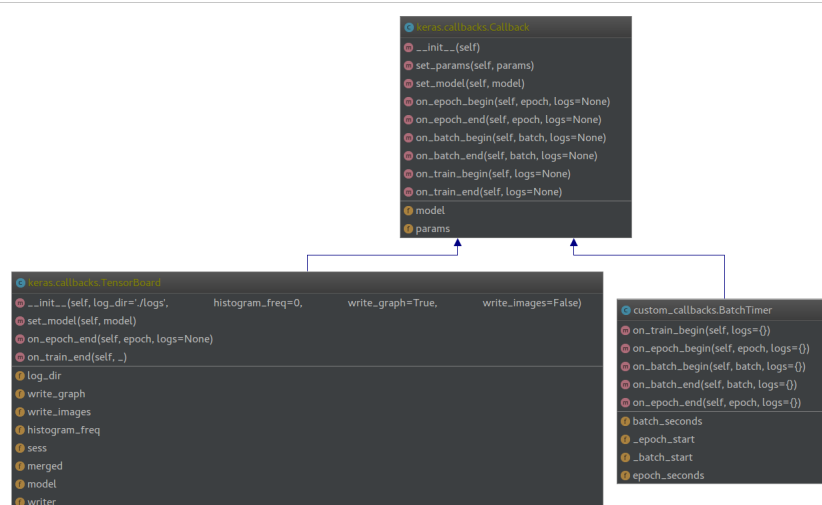 keras.callbacks.Callback
__init__(self)
set_params(self, params)
set_model(self, model)
on_epoch_begin(self, epoch, logs=None)
on_epoch_end(self, epoch, logs=None)
on_batch_begin(self, batch, logs=None)
on_batch_end(self, batch, logs=None)
on_train_begin(self, logs=None)
on_train_end(self, logs=None)
model
params
keras.callbacks.TensorBoard
__init__(self, log_dir='./logs', histogram_freq=0, write_graph=True, write_images=False)
set_model(self, model)
on_epoch_end(self, epoch, logs=None)
on_train_end(self, _)
log_dir
write_graph
write_images
histogram_freq
sess
merged
model
writer
custom_callbacks.BatchTimer
on_train_begin(self, logs={})
on_epoch_begin(self, epoch, logs={})
on_batch_begin(self, batch, logs={})
on_batch_end(self, batch, logs={})
on_epoch_end(self, epoch, logs={})
batch_seconds
_epoch_start
_batch_start
epoch_seconds